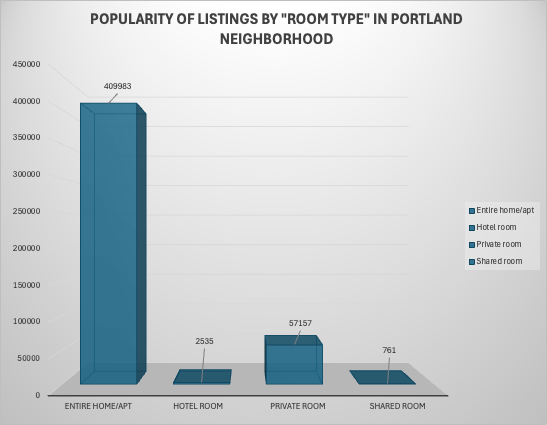 POPULARITY OF LISTINGS BY "ROOM TYPE" IN PORTLAND
NEIGHBORHOOD
450000
400000
350000
300000
250000
200000
150000
100000
50000
0
409983
2535
57157
761
ENTIRE HOME/APT
HOTEL ROOM
PRIVATE ROOM
SHARED ROOM
Entire home/apt
Hotel room
Private room
Shared room